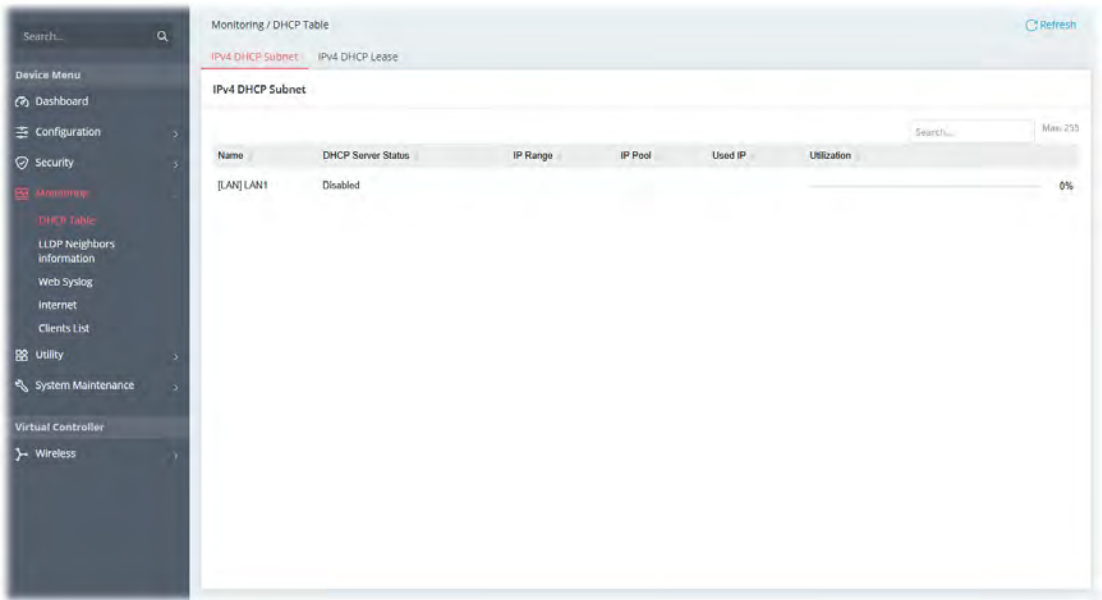 Search...
Device Menu
Dashboard
Configuration
Security
Monitoring
DHCP Table
LLDP Neighbors
Information
Web Syslog
Internet
Clients List
Utility
System Maintenance
Virtual Controller
Wireless
Monitoring / DHCP Table
Refresh
IPv4 DHCP Subnet IPv4 DHCP Lease
IPv4 DHCP Subnet
Search... Max: 255
Name DHCP Server Status IP Range IP Pool Used IP Utilization
[LAN] LAN1 Disabled 0%